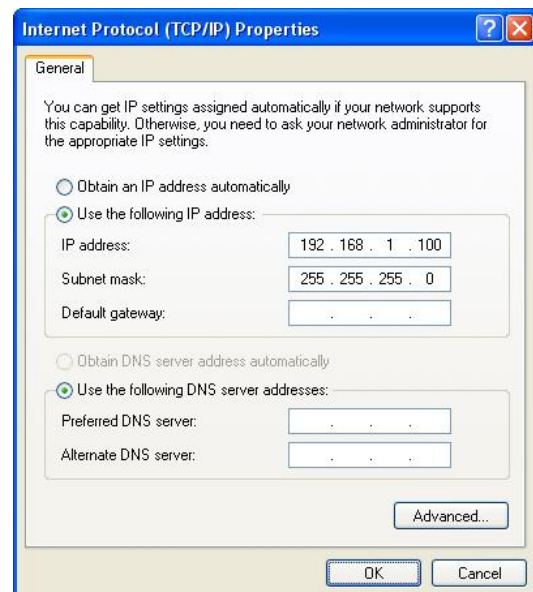 Internet Protocol (TCP/IP) Properties
General
You can get IP settings assigned automatically if your network supports
this capability. Otherwise, you need to ask your network administrator for
the appropriate IP settings.
Obtain an IP address automatically
Use the following IP address:
IP address: 192 . 168 . 1 . 100
Subnet mask: 255 . 255 . 255 . 0
Default gateway: . . .
Obtain DNS server address automatically
Use the following DNS server addresses:
Preferred DNS server: . . .
Alternate DNS server: . . .
Advanced...
OK Cancel